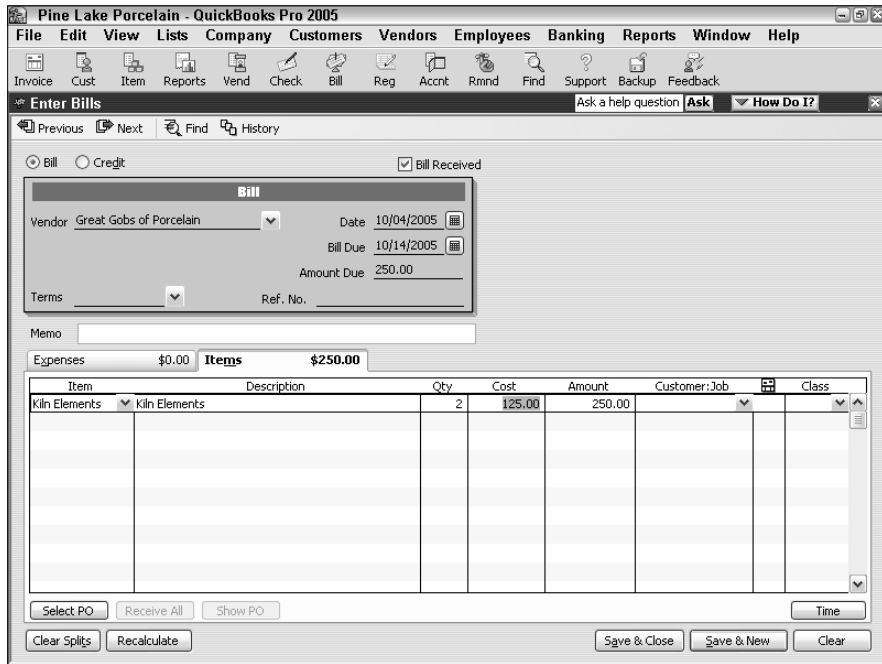 Pine Lake Porcelain - QuickBooks Pro 2005
File Edit View Lists Company Customers Vendors Employees Banking Reports Window Help
Invoice Cust Item Reports Vend Check Bill Reg Accnt Rmnd Find Support Backup Feedback
Enter Bills Ask a help question Ask How Do I?
Previous Next Find History
Bill Credit Bill Received
Bill
Vendor Great Gobs of Porcelain Date 10/04/2005
Bill Due 10/14/2005
Amount Due 250.00
Terms Ref. No.
Memo
Expenses $0.00 Items $250.00
Item Description Qty Cost Amount Customer:Job Class
Kiln Elements Kiln Elements 2 125.00 250.00
Select PO Receive All Show PO Time
Clear Splits Recalculate Save & Close Save & New Clear